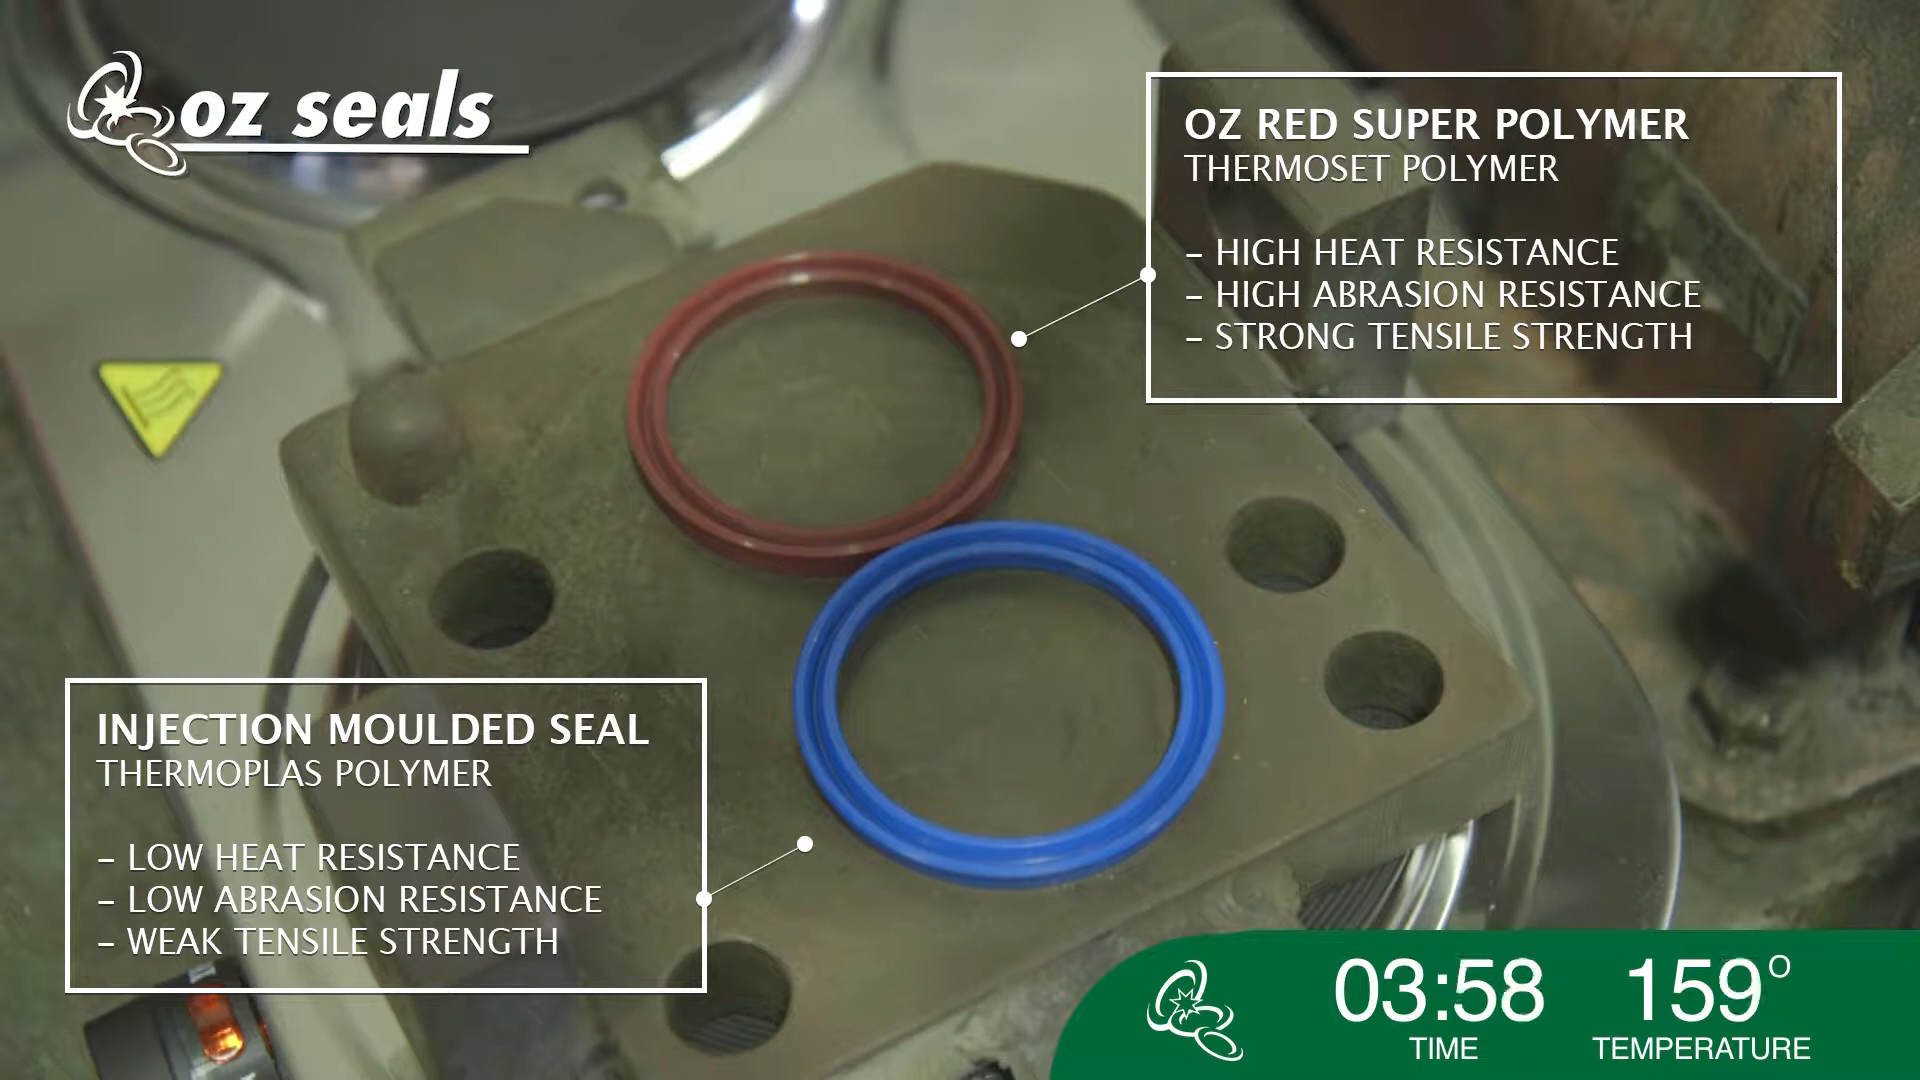 oz seals
OZ RED SUPER POLYMER
THERMOSET POLYMER
- HIGH HEAT RESISTANCE
- HIGH ABRASION RESISTANCE
- STRONG TENSILE STRENGTH
INJECTION MOULDED SEAL
THERMOPLAS POLYMER
- LOW HEAT RESISTANCE
- LOW ABRASION RESISTANCE
- WEAK TENSILE STRENGTH
03:58
TIME
159°
TEMPERATURE